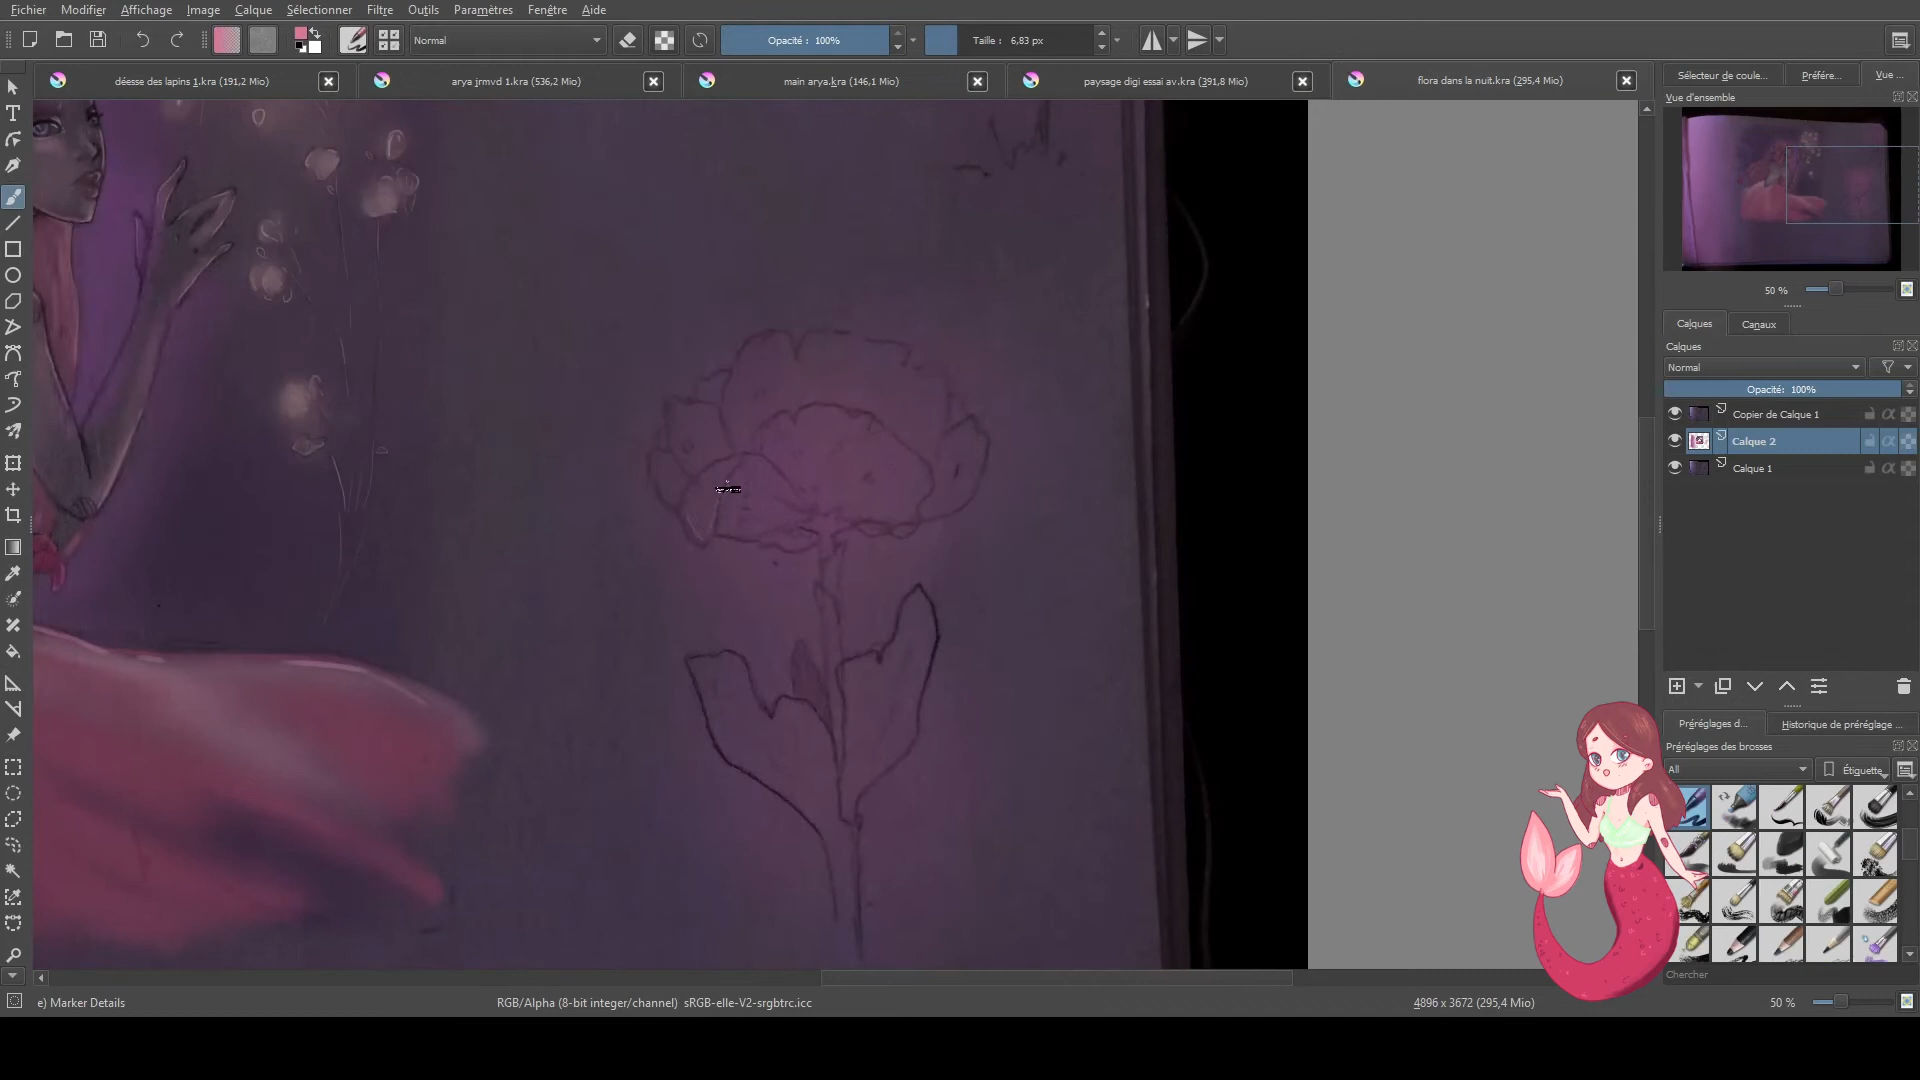 Fichier Modifier Affichage Image Calque Sélectionner Filtre Outils Paramètres Fenêtre Aide
Normal Opacité : 100% Taille : 6,83 px
déesse des lapins 1.kra (191,2 Mio) arya jrmvd 1.kra (536,2 Mio) main arya.kra (146,1 Mio) paysage digi essai av.kra (391,8 Mio) flora dans la nuit.kra (295,4 Mio)
Sélecteur de coule... Préfére... Vue ...
Vue d'ensemble
50 %
Calques Canaux
Calques
Normal
Opacité: 100%
Copier de Calque 1
Calque 2
Calque 1
Préréglages d... Historique de préréglage ...
Préréglages des brosses
All Étiquette
Chercher
e) Marker Details RGB/Alpha (8-bit integer/channel) sRGB-elle-V2-srgbtrc.icc 4896 x 3672 (295,4 Mio) 50 %